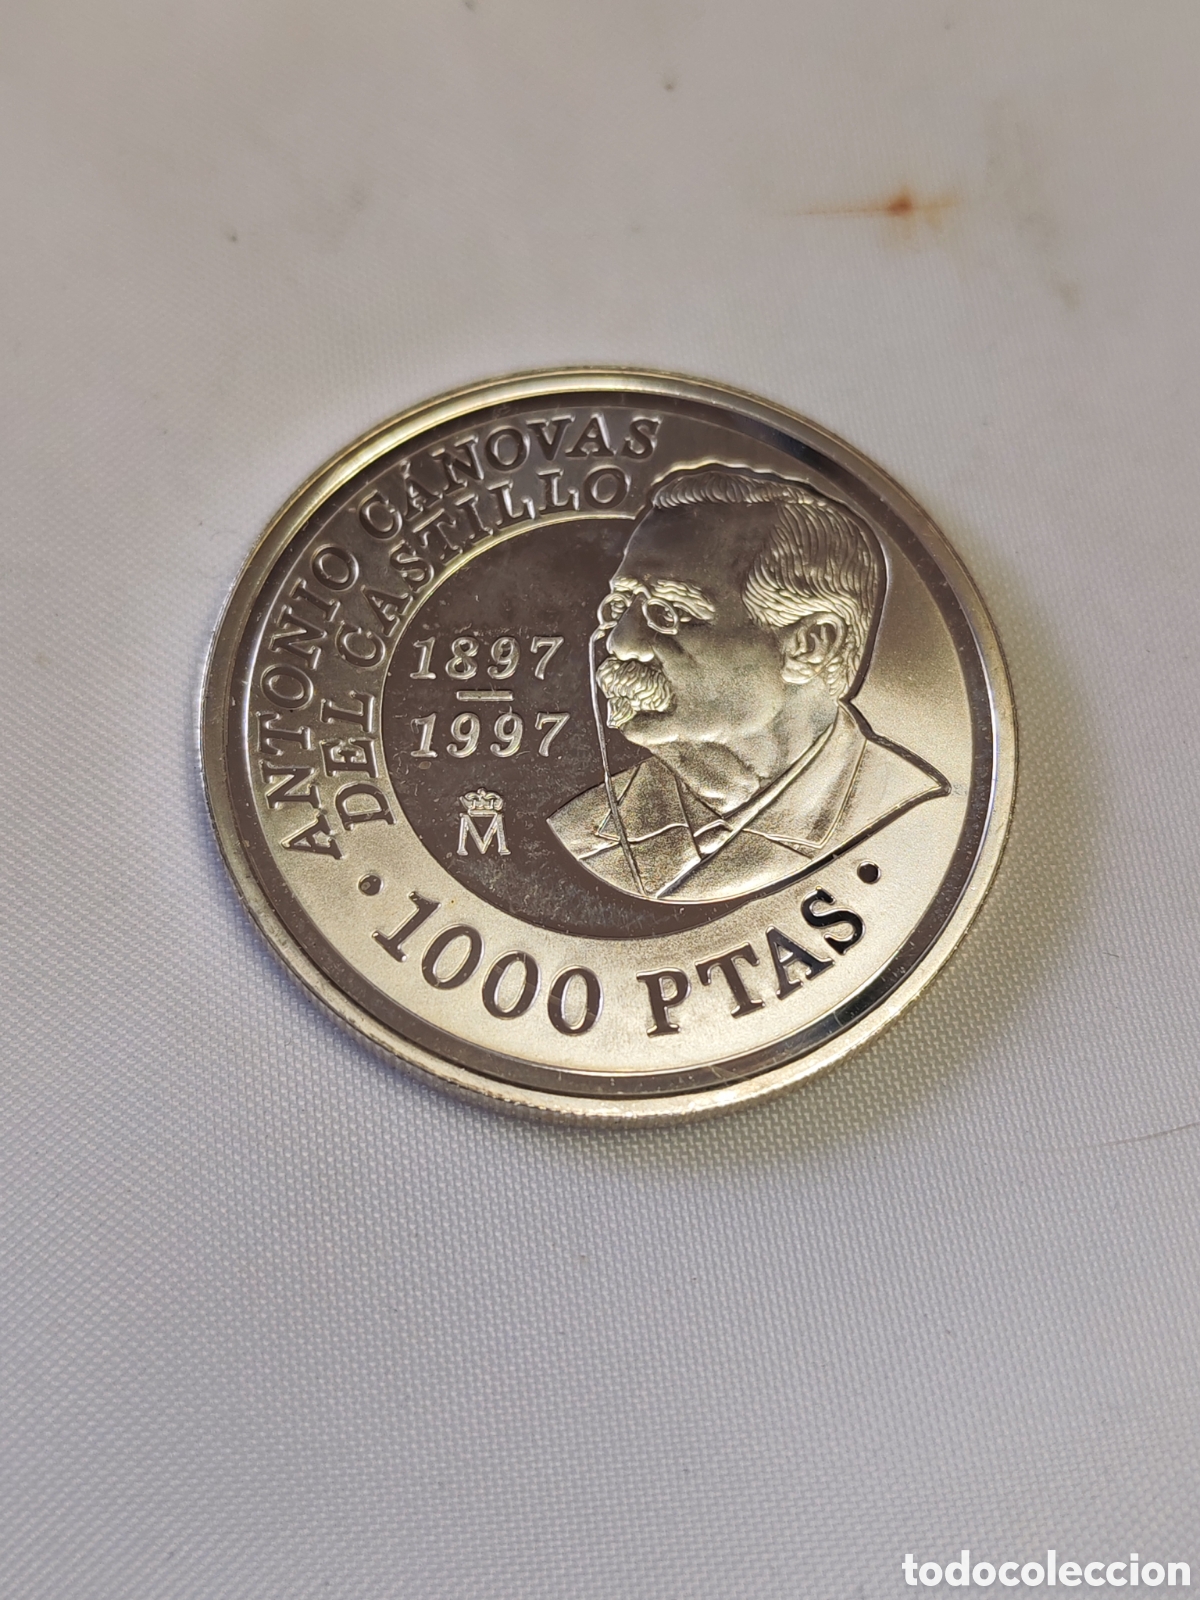 ANTONIO CÁNOVAS
DEL CASTILLO
1897
1997
M
· 1000 PTAS ·
todocoleccion